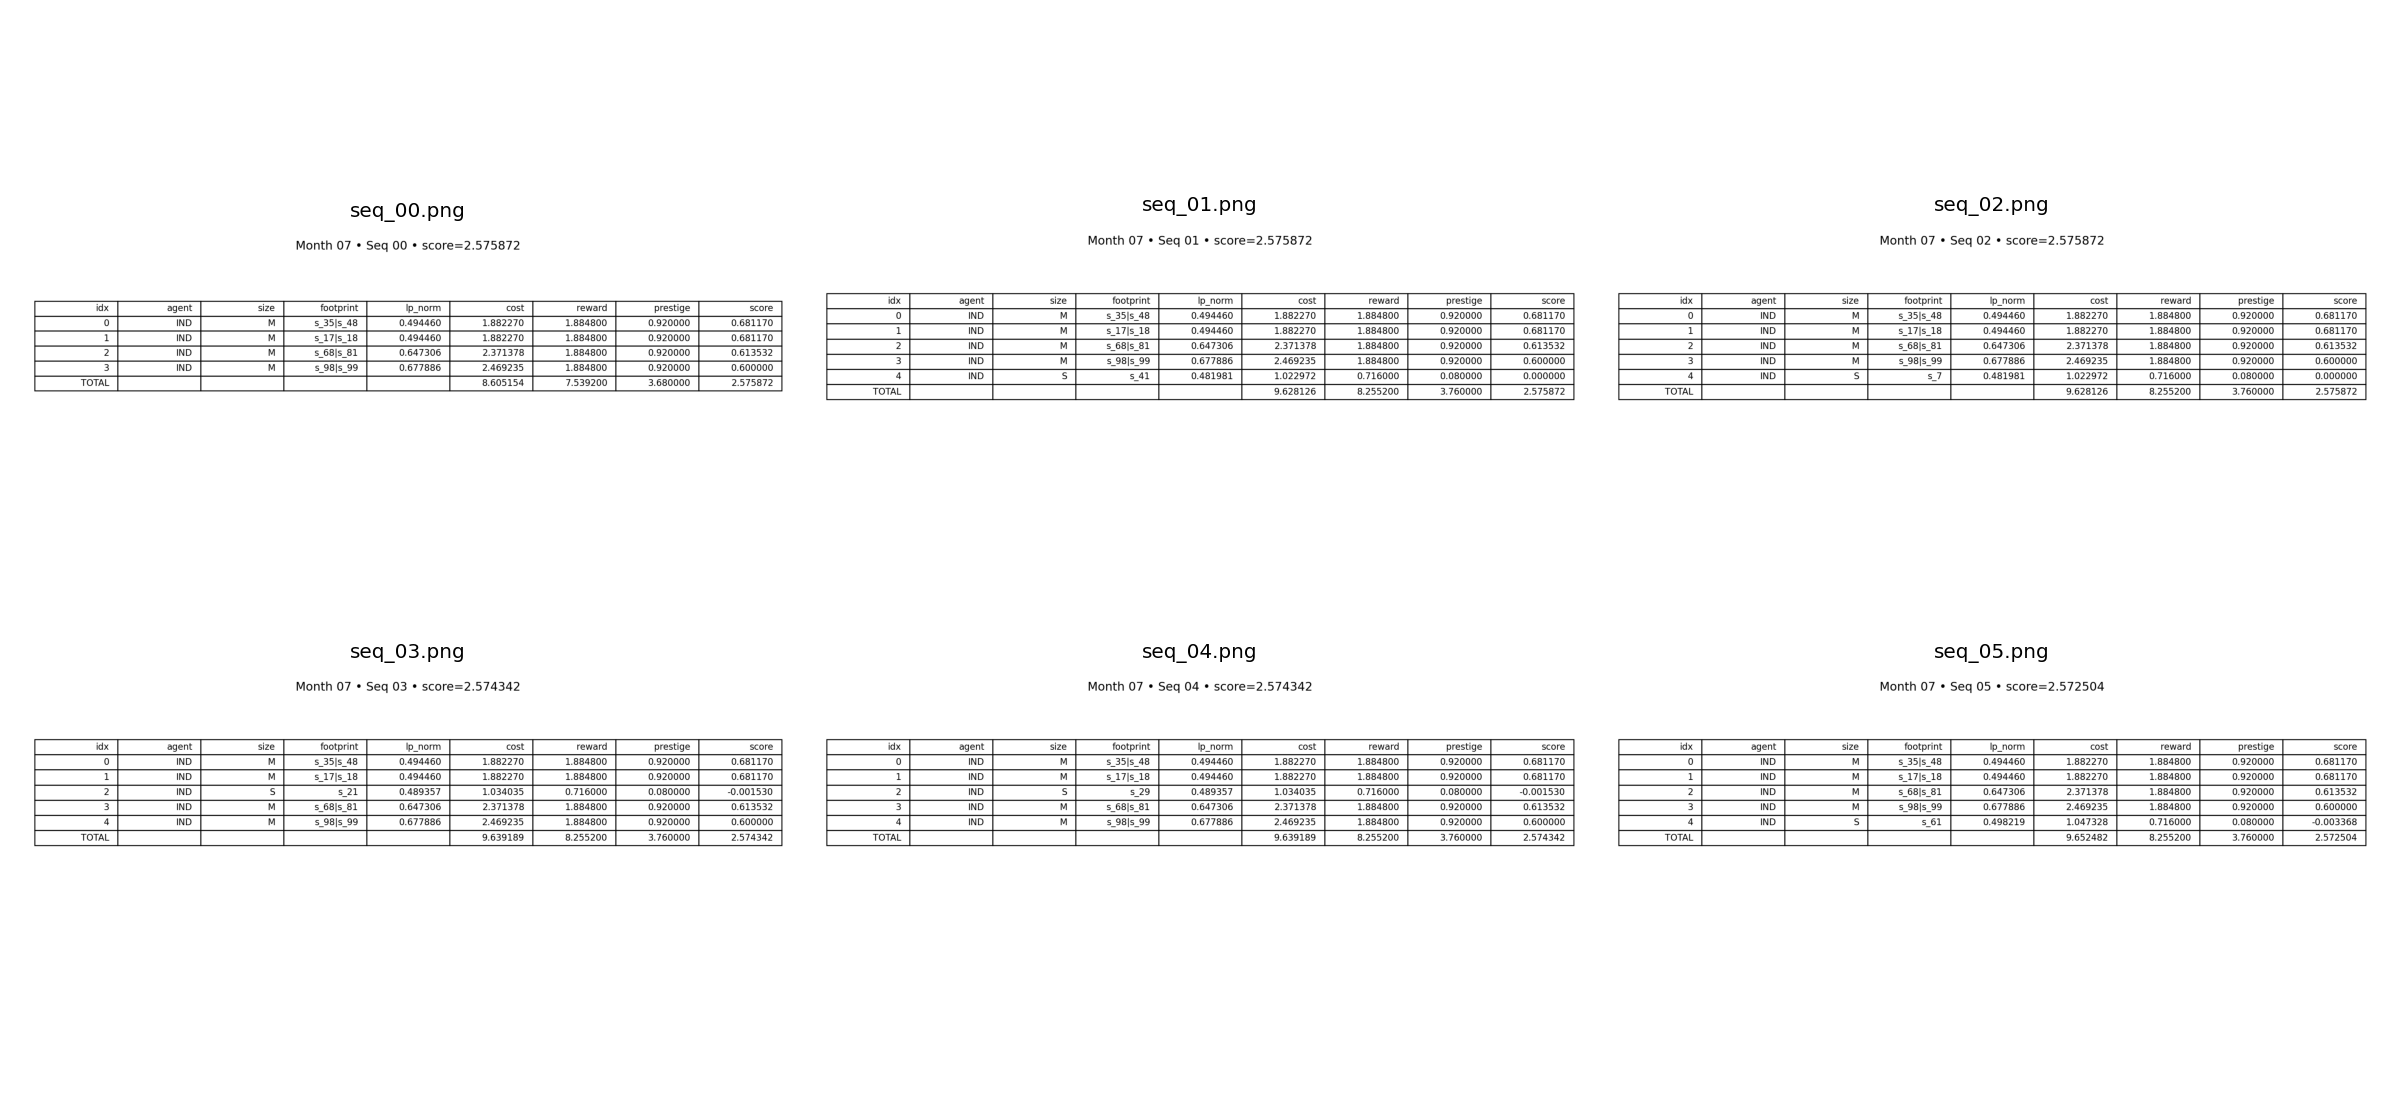 seq_00.png
Month 07 • Seq 00 • score=2.575872
idx agent size footprint lp_norm cost reward prestige score
0 IND M s_35|s_48 0.494460 1.882270 1.884800 0.920000 0.681170
1 IND M s_17|s_18 0.494460 1.882270 1.884800 0.920000 0.681170
2 IND M s_68|s_81 0.647306 2.371378 1.884800 0.920000 0.613532
3 IND M s_98|s_99 0.677886 2.469235 1.884800 0.920000 0.600000
TOTAL 8.605154 7.539200 3.680000 2.575872
seq_01.png
Month 07 • Seq 01 • score=2.575872
idx agent size footprint lp_norm cost reward prestige score
0 IND M s_35|s_48 0.494460 1.882270 1.884800 0.920000 0.681170
1 IND M s_17|s_18 0.494460 1.882270 1.884800 0.920000 0.681170
2 IND M s_68|s_81 0.647306 2.371378 1.884800 0.920000 0.613532
3 IND M s_98|s_99 0.677886 2.469235 1.884800 0.920000 0.600000
4 IND S s_41 0.481981 1.022972 0.716000 0.080000 0.000000
TOTAL 9.628126 8.255200 3.760000 2.575872
seq_02.png
Month 07 • Seq 02 • score=2.575872
idx agent size footprint lp_norm cost reward prestige score
0 IND M s_35|s_48 0.494460 1.882270 1.884800 0.920000 0.681170
1 IND M s_17|s_18 0.494460 1.882270 1.884800 0.920000 0.681170
2 IND M s_68|s_81 0.647306 2.371378 1.884800 0.920000 0.613532
3 IND M s_98|s_99 0.677886 2.469235 1.884800 0.920000 0.600000
4 IND S s_7 0.481981 1.022972 0.716000 0.080000 0.000000
TOTAL 9.628126 8.255200 3.760000 2.575872
seq_03.png
Month 07 • Seq 03 • score=2.574342
idx agent size footprint lp_norm cost reward prestige score
0 IND M s_35|s_48 0.494460 1.882270 1.884800 0.920000 0.681170
1 IND M s_17|s_18 0.494460 1.882270 1.884800 0.920000 0.681170
2 IND S s_21 0.489357 1.034035 0.716000 0.080000 -0.001530
3 IND M s_68|s_81 0.647306 2.371378 1.884800 0.920000 0.613532
4 IND M s_98|s_99 0.677886 2.469235 1.884800 0.920000 0.600000
TOTAL 9.639189 8.255200 3.760000 2.574342
seq_04.png
Month 07 • Seq 04 • score=2.574342
idx agent size footprint lp_norm cost reward prestige score
0 IND M s_35|s_48 0.494460 1.882270 1.884800 0.920000 0.681170
1 IND M s_17|s_18 0.494460 1.882270 1.884800 0.920000 0.681170
2 IND S s_29 0.489357 1.034035 0.716000 0.080000 -0.001530
3 IND M s_68|s_81 0.647306 2.371378 1.884800 0.920000 0.613532
4 IND M s_98|s_99 0.677886 2.469235 1.884800 0.920000 0.600000
TOTAL 9.639189 8.255200 3.760000 2.574342
seq_05.png
Month 07 • Seq 05 • score=2.572504
idx agent size footprint lp_norm cost reward prestige score
0 IND M s_35|s_48 0.494460 1.882270 1.884800 0.920000 0.681170
1 IND M s_17|s_18 0.494460 1.882270 1.884800 0.920000 0.681170
2 IND M s_68|s_81 0.647306 2.371378 1.884800 0.920000 0.613532
3 IND M s_98|s_99 0.677886 2.469235 1.884800 0.920000 0.600000
4 IND S s_61 0.498219 1.047328 0.716000 0.080000 -0.003368
TOTAL 9.652482 8.255200 3.760000 2.572504